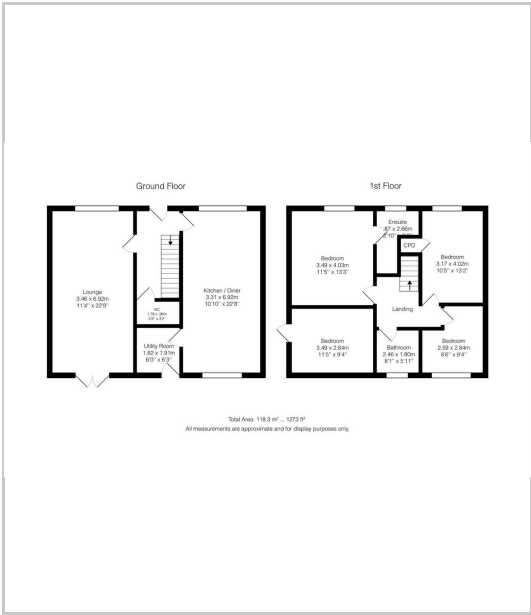 Ground Floor
1st Floor
Lounge
3.46 x 6.92m
11'4" x 22'8"
WC
Kitchen / Diner
3.31 x 6.92m
10'10" x 22'8"
Utility Room
1.82 x 1.91m
6'0" x 6'3"
Bedroom
3.49 x 4.03m
11'5" x 13'3"
Ensuite
.87 x 2.66m
CPD
Bedroom
3.17 x 4.02m
10'5" x 13'2"
Landing
Bedroom
3.49 x 2.84m
11'5" x 9'4"
Bathroom
2.46 x 1.80m
8'1" x 5'11"
Bedroom
2.59 x 2.84m
8'6" x 9'4"
Total Area: 118.3 m² ... 1273 ft²
All measurements are approximate and for display purposes only.